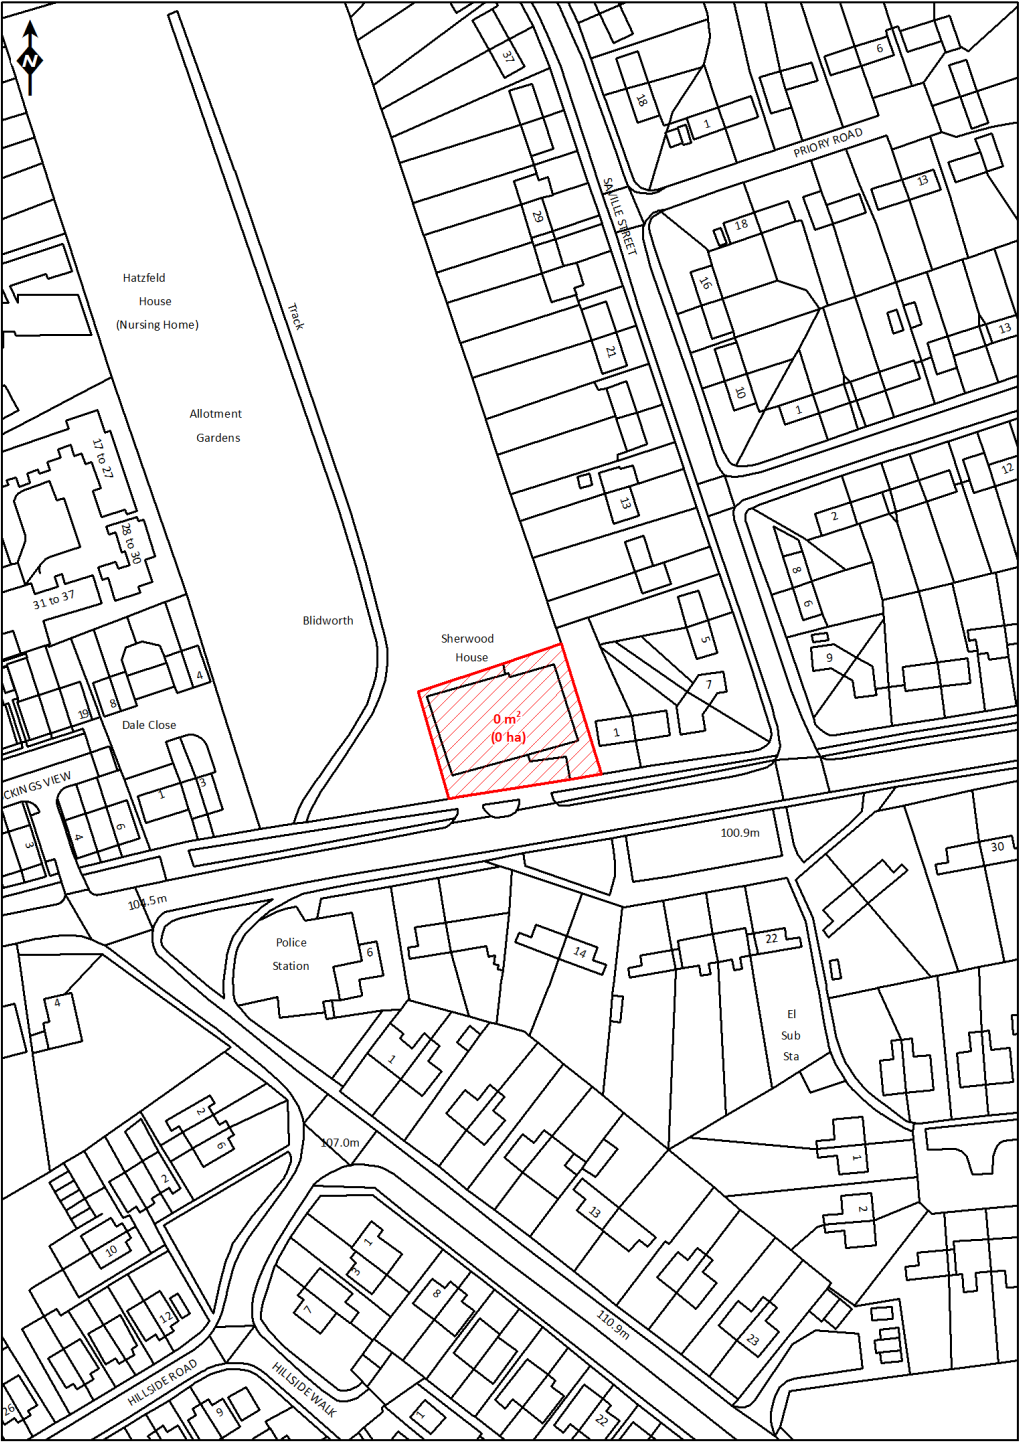 N
37
6
18
1
PRIORY ROAD
13
SAVILLE STREET
29
18
16
Hatzfeld
House
(Nursing Home)
Track
13
21
10
1
Allotment
Gardens
17 to 27
12
13
2
28 to 30
8
6
31 to 37
Blidworth
Sherwood
House
5
9
4
7
8
19
Dale Close
0 m²
(0 ha)
1
CKINGS VIEW
1
3
4
6
3
100.9m
30
104.5m
Police
Station
6
14
22
4
El
Sub
Sta
1
2
6
107.0m
1
2
2
13
10
1
3
7
8
12
110.9m
23
HILLSIDE ROAD
HILLSIDE WALK
26
9
1
22